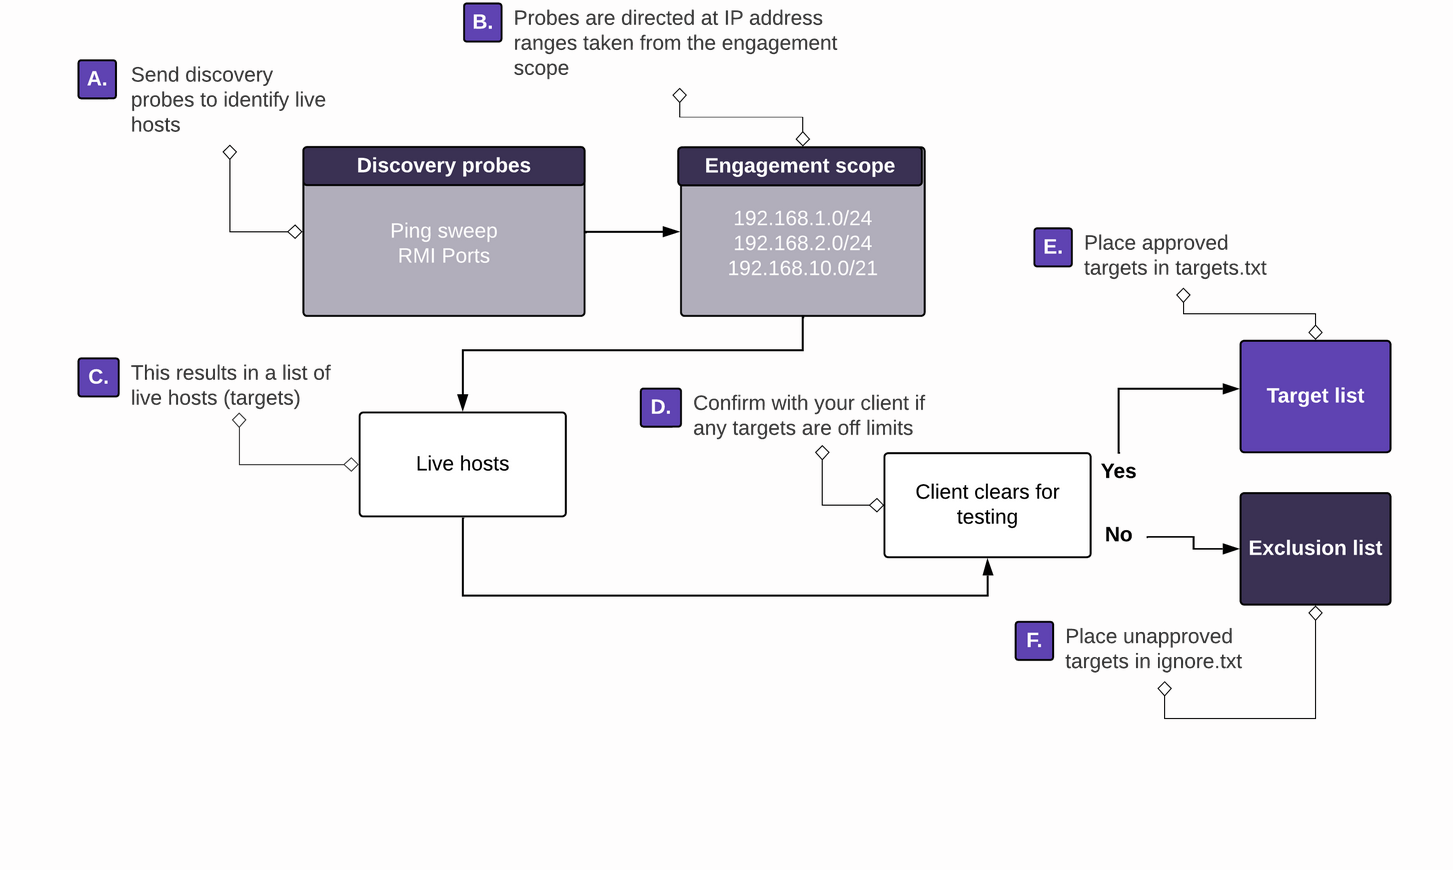 B.
Probes are directed at IP address
ranges taken from the engagement
scope
A.
Send discovery
probes to identify live
hosts
Discovery probes
Ping sweep
RMI Ports
Engagement scope
192.168.1.0/24
192.168.2.0/24
192.168.10.0/21
E.
Place approved
targets in targets.txt
C.
This results in a list of
live hosts (targets)
Live hosts
D.
Confirm with your client if
any targets are off limits
Client clears for
testing
Yes
Target list
No
Exclusion list
F.
Place unapproved
targets in ignore.txt